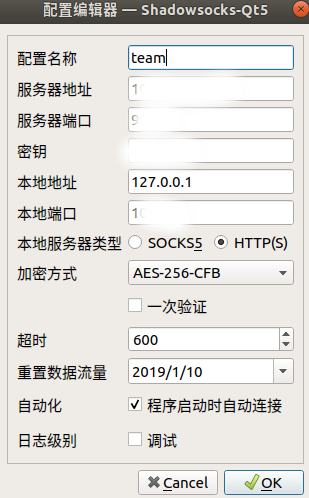 配置编辑器 — Shadowsocks-Qt5
配置名称 team
服务器地址
服务器端口
密钥
本地地址 127.0.0.1
本地端口
本地服务器类型 SOCKS5 HTTP(S)
加密方式 AES-256-CFB
一次验证
超时 600
重置数据流量 2019/1/10
自动化 程序启动时自动连接
日志级别 调试
Cancel OK